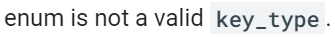 enum is not a valid key_type.